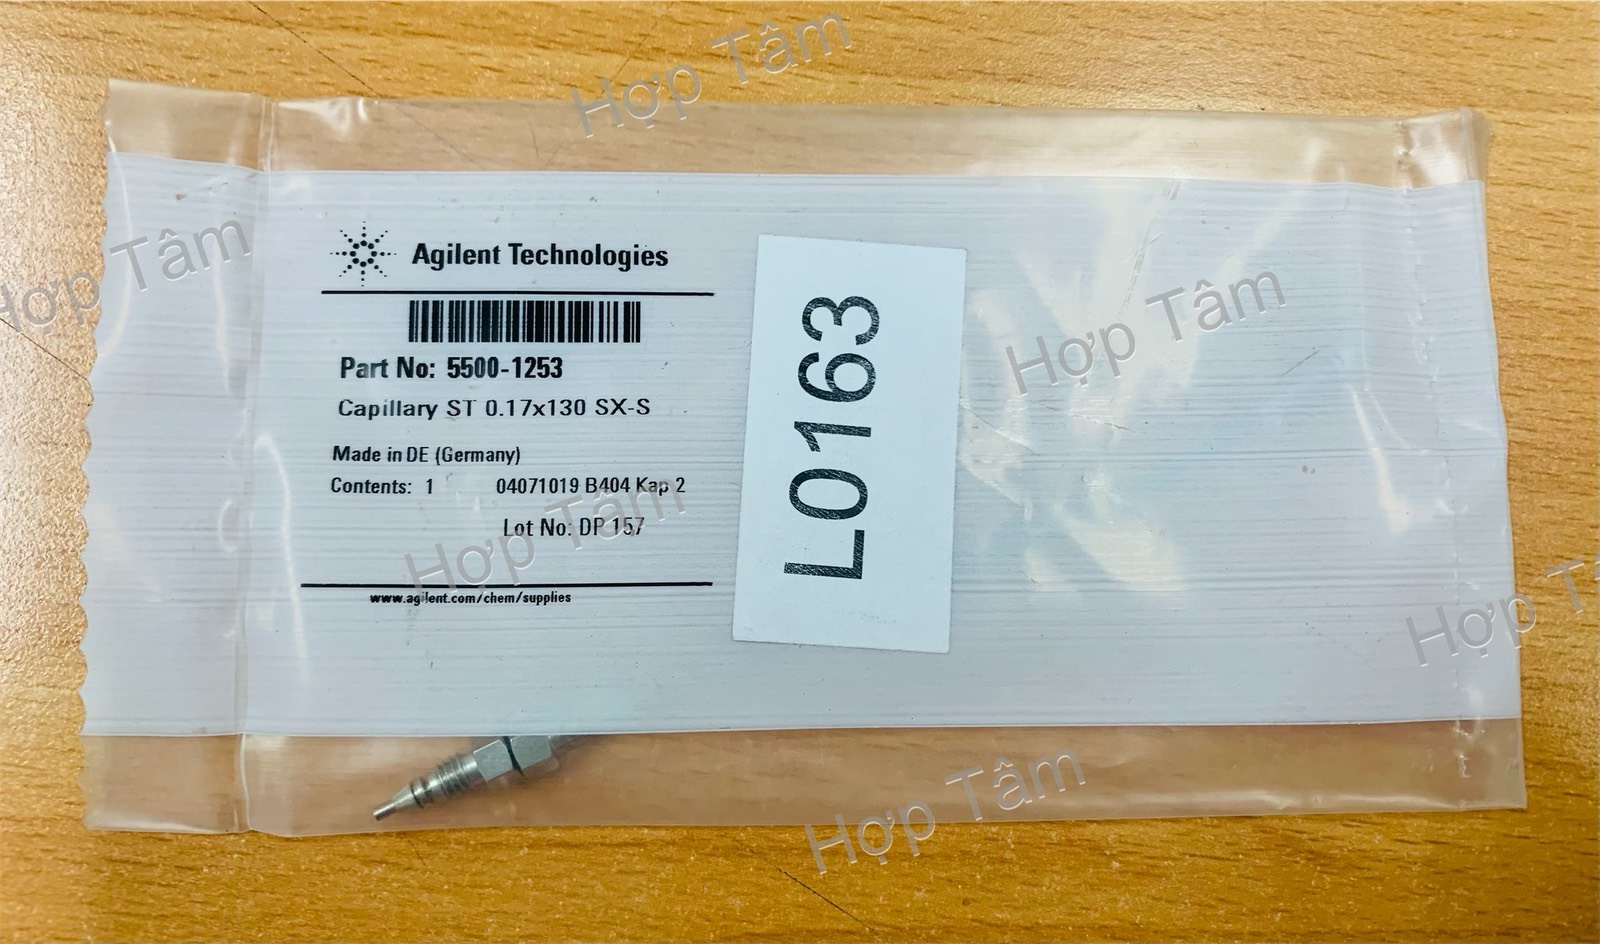 Agilent Technologies
Part No: 5500-1253
Capillary ST 0.17x130 SX-S
Made in DE (Germany)
Contents: 1 04071019 B404 Kap 2
Lot No: DP 157
www.agilent.com/chem/supplies
L0163
Hợp Tâm
Hợp Tâm
Hợp Tâm
Hợp Tâm
Hợp Tâm
Hợp Tâm